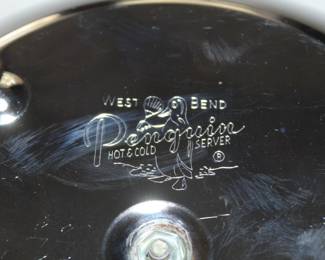 WEST BEND
Penguin
HOT & COLD SERVER
®